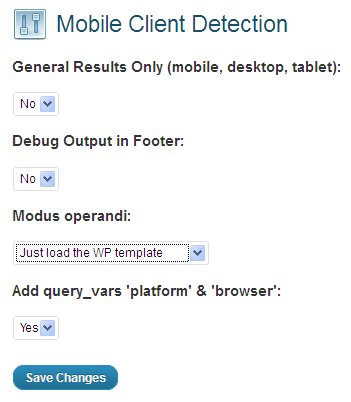 Mobile Client Detection
General Results Only (mobile, desktop, tablet):
No
Debug Output in Footer:
No
Modus operandi:
Just load the WP template
Add query_vars 'platform' & 'browser':
Yes
Save Changes